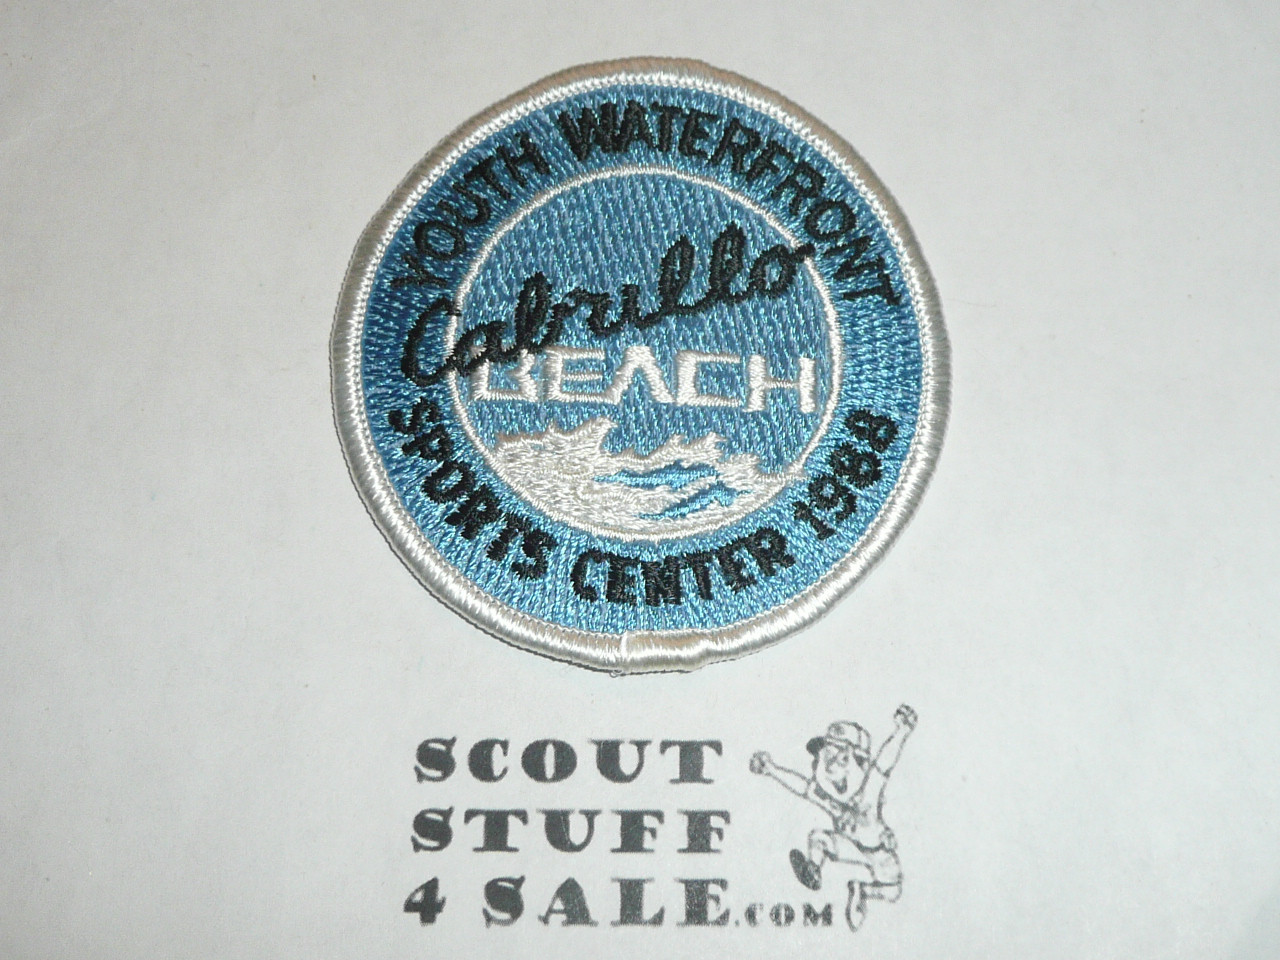 YOUTH WATERFRONT
Cabrillo
BEACH
SPORTS CENTER 1988
SCOUT
STUFF
4 SALE.COM